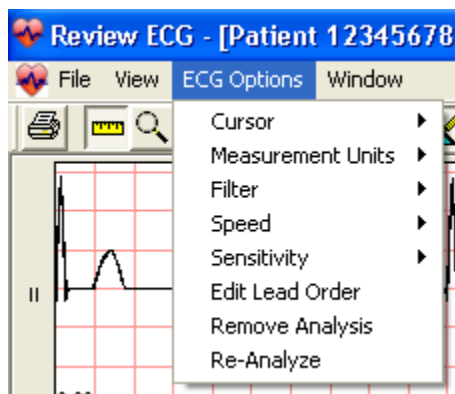 Review ECG - [Patient 12345678
File View ECG Options Window
Cursor
Measurement Units
Filter
Speed
Sensitivity
II
Edit Lead Order
Remove Analysis
Re-Analyze